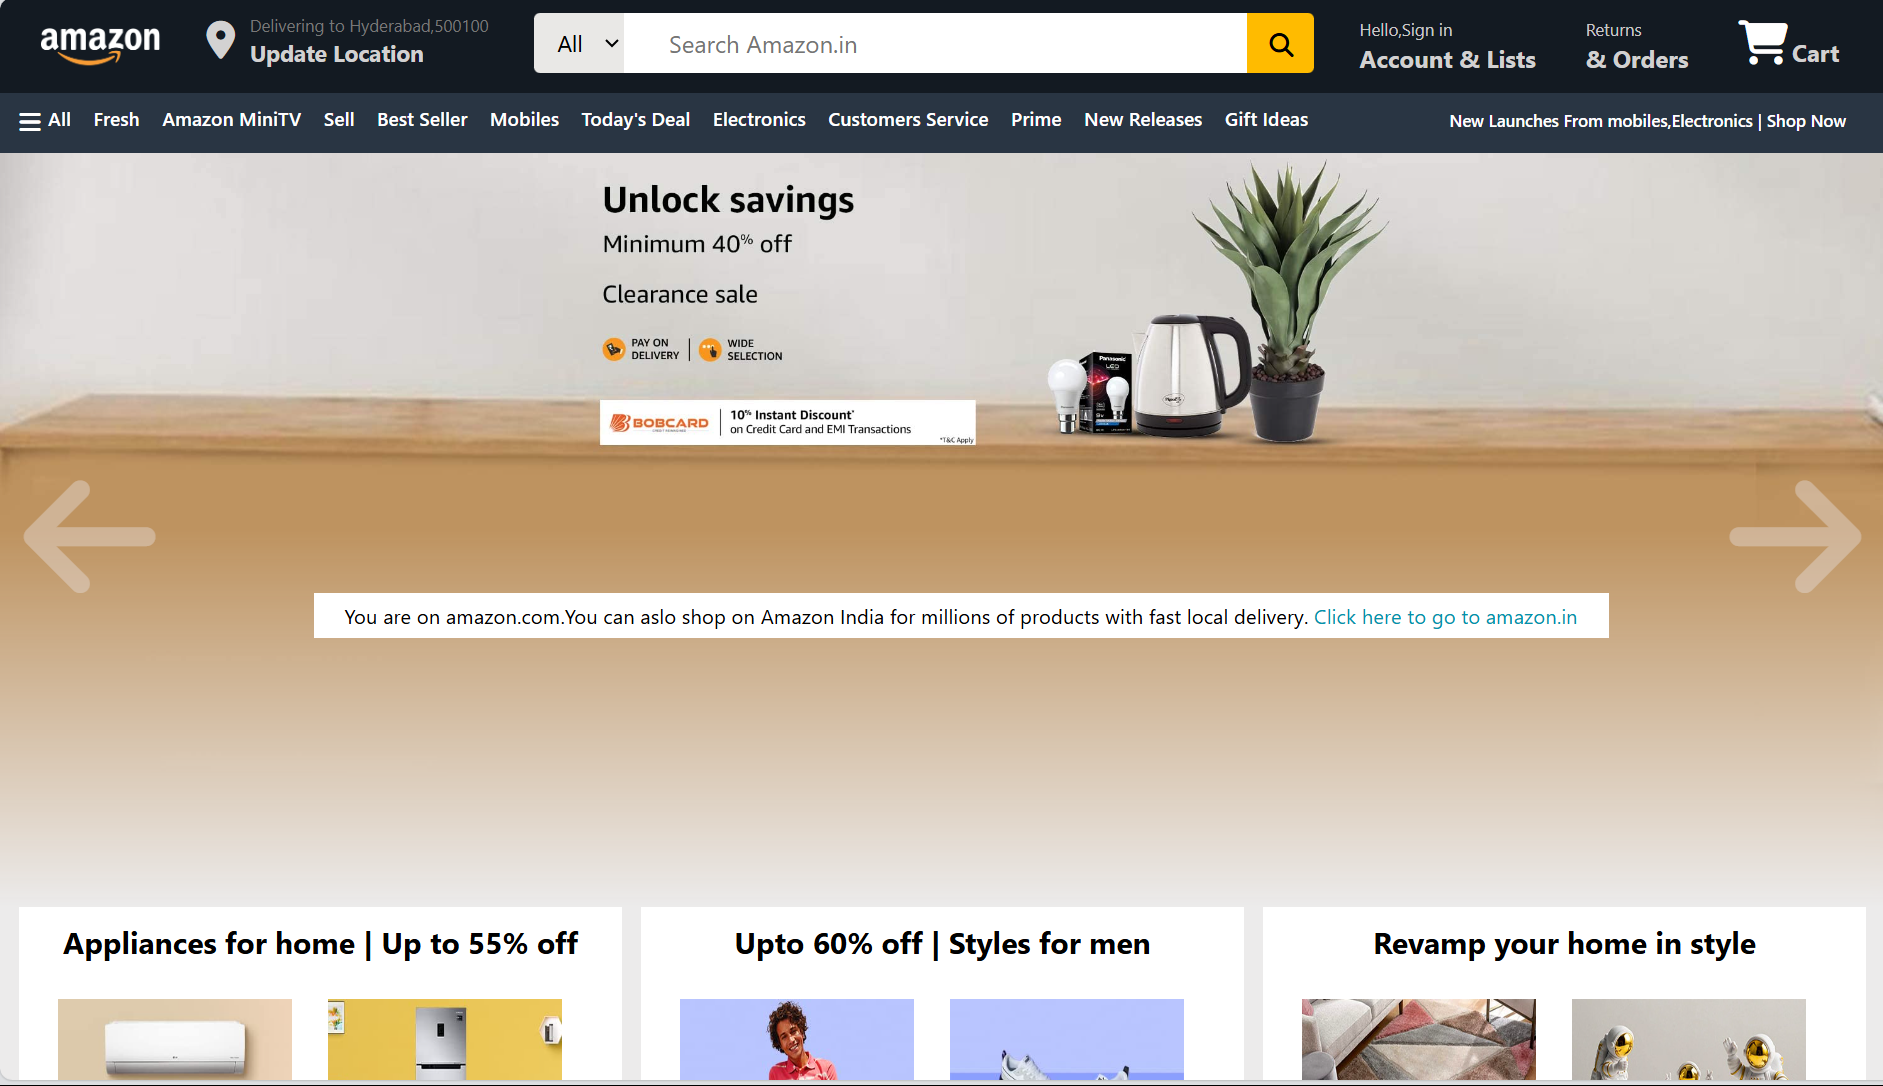 amazon
Delivering to Hyderabad,500100
Update Location
All
Search Amazon.in
Hello,Sign in
Account & Lists
Returns
& Orders
Cart
All Fresh Amazon MiniTV Sell Best Seller Mobiles Today's Deal Electronics Customers Service Prime New Releases Gift Ideas
New Launches From mobiles,Electronics | Shop Now
Unlock savings
Minimum 40% off
Clearance sale
PAY ON
DELIVERY
WIDE
SELECTION
BOBCARD
10% Instant Discount*
on Credit Card and EMI Transactions
*T&C Apply
Panasonic
LED
You are on amazon.com.You can aslo shop on Amazon India for millions of products with fast local delivery. Click here to go to amazon.in
Appliances for home | Up to 55% off
Upto 60% off | Styles for men
Revamp your home in style